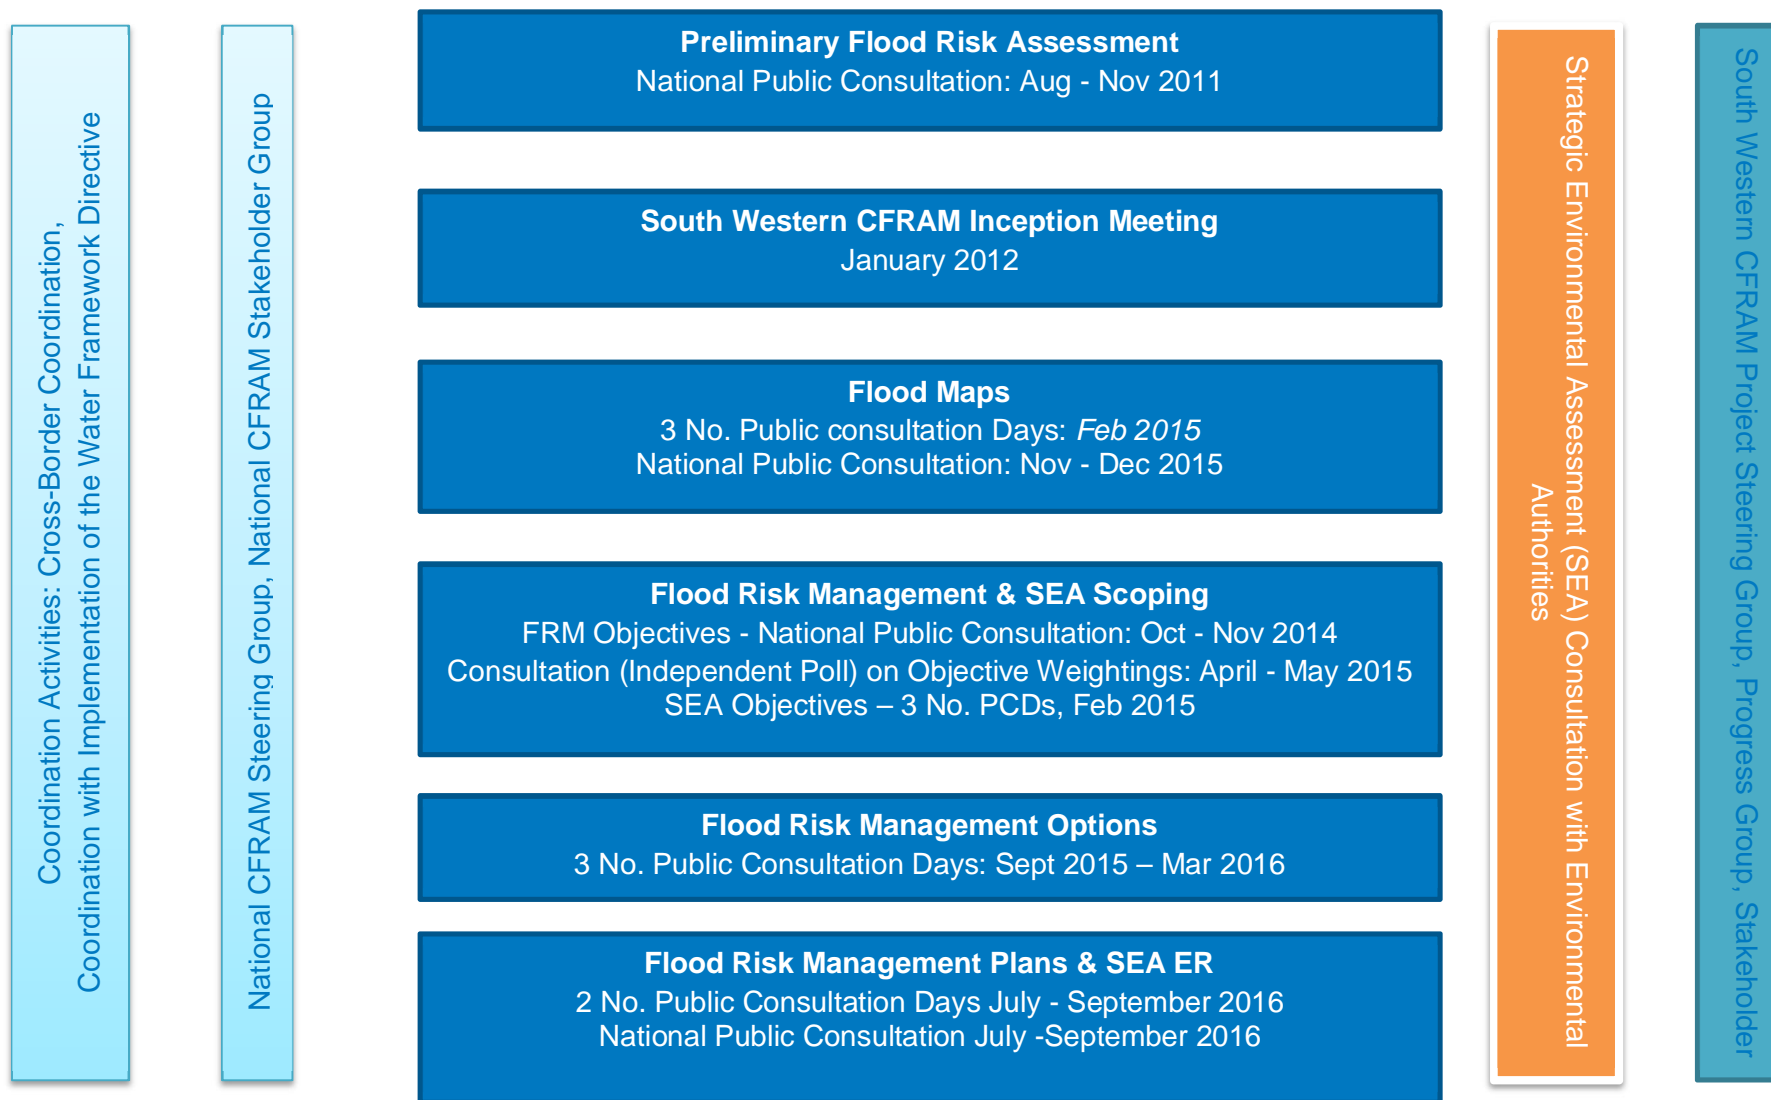 Coordination Activities: Cross-Border Coordination,
Coordination with Implementation of the Water Framework Directive
National CFRAM Steering Group, National CFRAM Stakeholder Group
Preliminary Flood Risk Assessment
National Public Consultation: Aug - Nov 2011
South Western CFRAM Inception Meeting
January 2012
Flood Maps
3 No. Public consultation Days: Feb 2015
National Public Consultation: Nov - Dec 2015
Flood Risk Management & SEA Scoping
FRM Objectives - National Public Consultation: Oct - Nov 2014
Consultation (Independent Poll) on Objective Weightings: April - May 2015
SEA Objectives – 3 No. PCDs, Feb 2015
Flood Risk Management Options
3 No. Public Consultation Days: Sept 2015 – Mar 2016
Flood Risk Management Plans & SEA ER
2 No. Public Consultation Days July - September 2016
National Public Consultation July -September 2016
Strategic Environmental Assessment (SEA) Consultation with Environmental
Authorities
South Western CFRAM Project Steering Group, Progress Group, Stakeholder